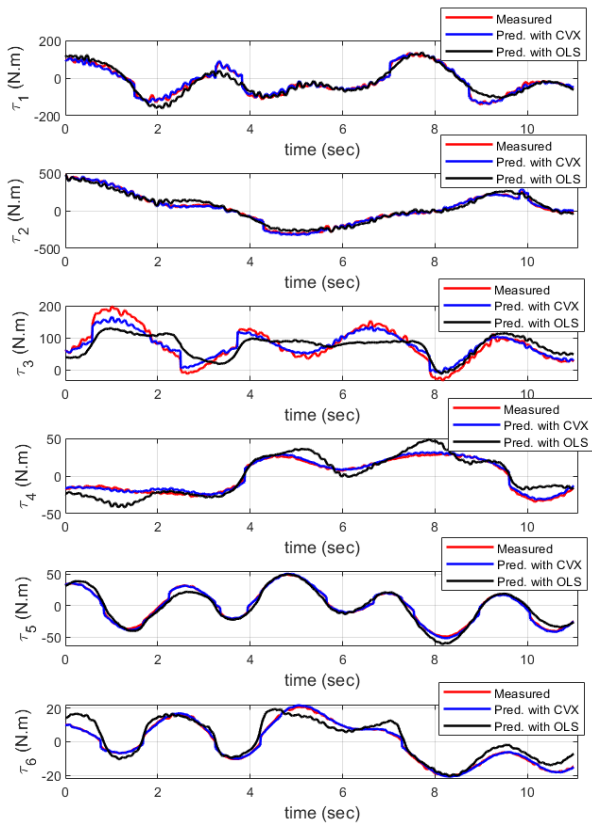 Measured
Pred. with CVX
Pred. with OLS
200
0
-200
τ1 (N.m)
0 2 4 6 8 10
time (sec)
Measured
Pred. with CVX
Pred. with OLS
500
0
-500
τ2 (N.m)
0 2 4 6 8 10
time (sec)
Measured
Pred. with CVX
Pred. with OLS
200
100
0
τ3 (N.m)
0 2 4 6 8 10
time (sec)
Measured
Pred. with CVX
Pred. with OLS
50
0
-50
τ4 (N.m)
0 2 4 6 8 10
time (sec)
Measured
Pred. with CVX
Pred. with OLS
50
0
-50
τ5 (N.m)
0 2 4 6 8 10
time (sec)
Measured
Pred. with CVX
Pred. with OLS
20
0
-20
τ6 (N.m)
0 2 4 6 8 10
time (sec)